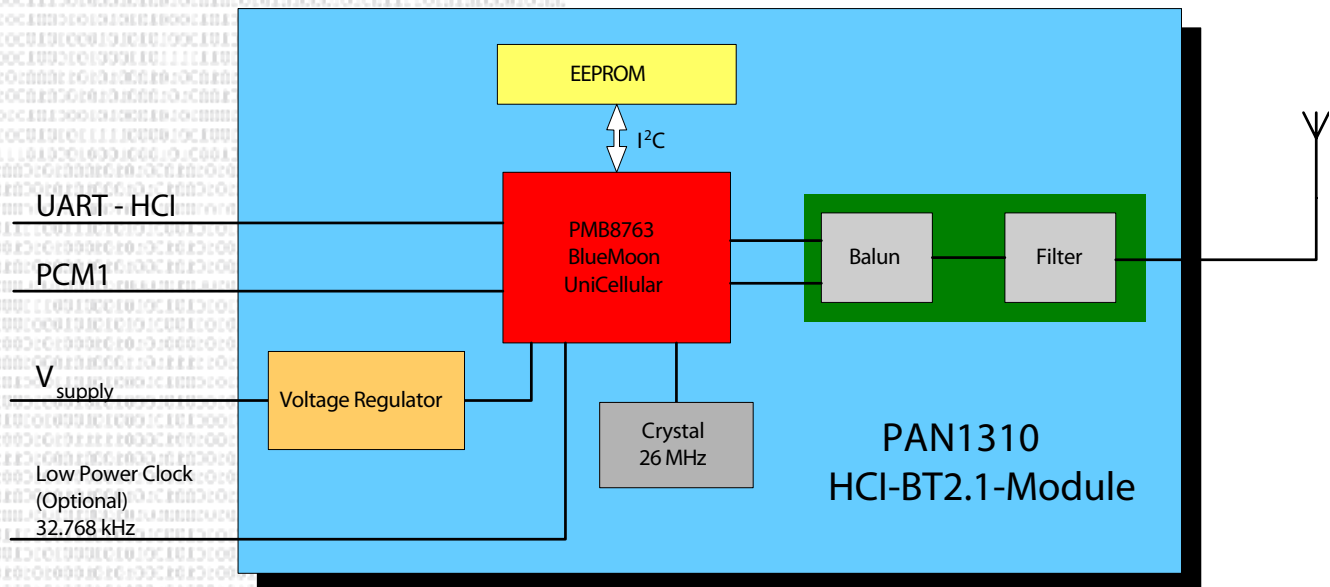 EEPROM
I²C
UART - HCI
PMB8763
BlueMoon
UniCellular
Balun
Filter
PCM1
V supply
Voltage Regulator
Crystal
26 MHz
PAN1310
HCI-BT2.1-Module
Low Power Clock
(Optional)
32.768 kHz